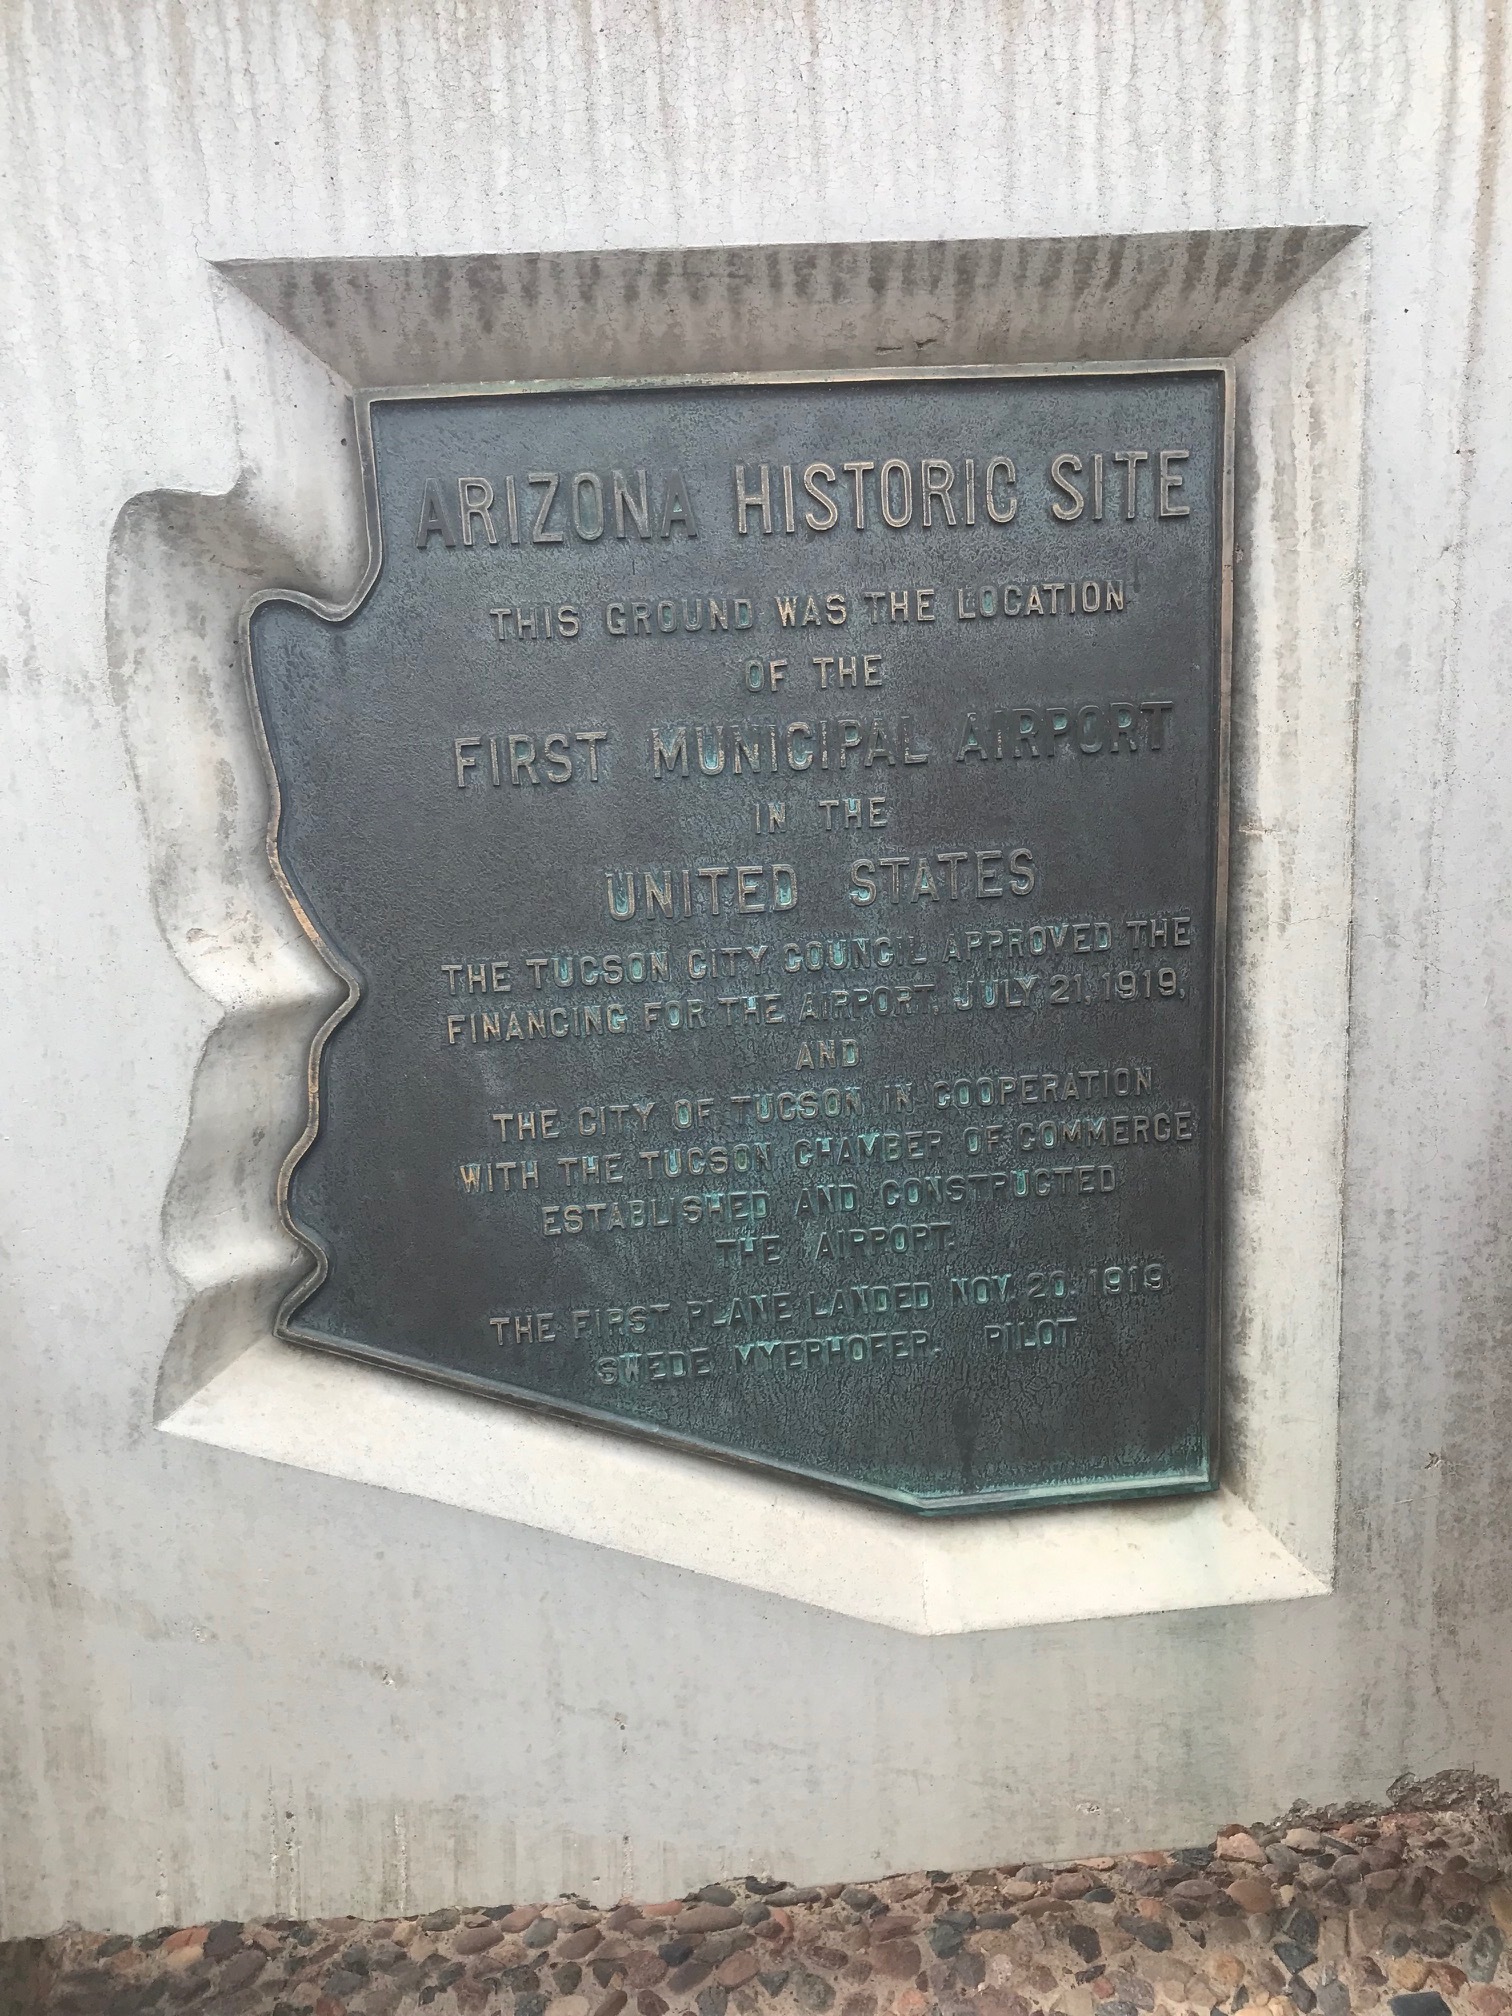 ARIZONA HISTORIC SITE
THIS GROUND WAS THE LOCATION
OF THE
FIRST MUNICIPAL AIRPORT
IN THE
UNITED STATES
THE TUCSON CITY COUNCIL APPROVED THE
FINANCING FOR THE AIRPORT, JULY 21, 1919,
AND
THE CITY OF TUCSON IN COOPERATION
WITH THE TUCSON CHAMBER OF COMMERCE
ESTABLISHED AND CONSTRUCTED
THE AIRPORT.
THE FIRST PLANE LANDED NOV. 20. 1919
SWEDE MYERHOFER, PILOT